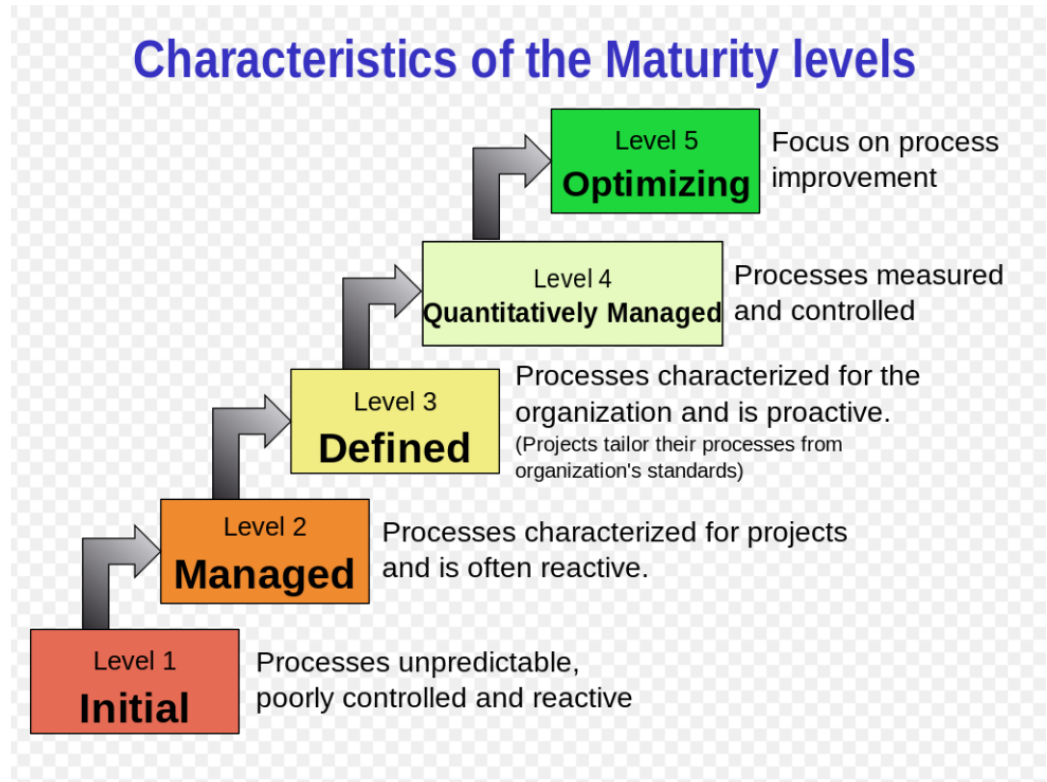 Characteristics of the Maturity levels
Level 5
Optimizing
Focus on process
improvement
Level 4
Quantitatively Managed
Processes measured
and controlled
Level 3
Defined
Processes characterized for the
organization and is proactive.
(Projects tailor their processes from
organization's standards)
Level 2
Managed
Processes characterized for projects
and is often reactive.
Level 1
Initial
Processes unpredictable,
poorly controlled and reactive